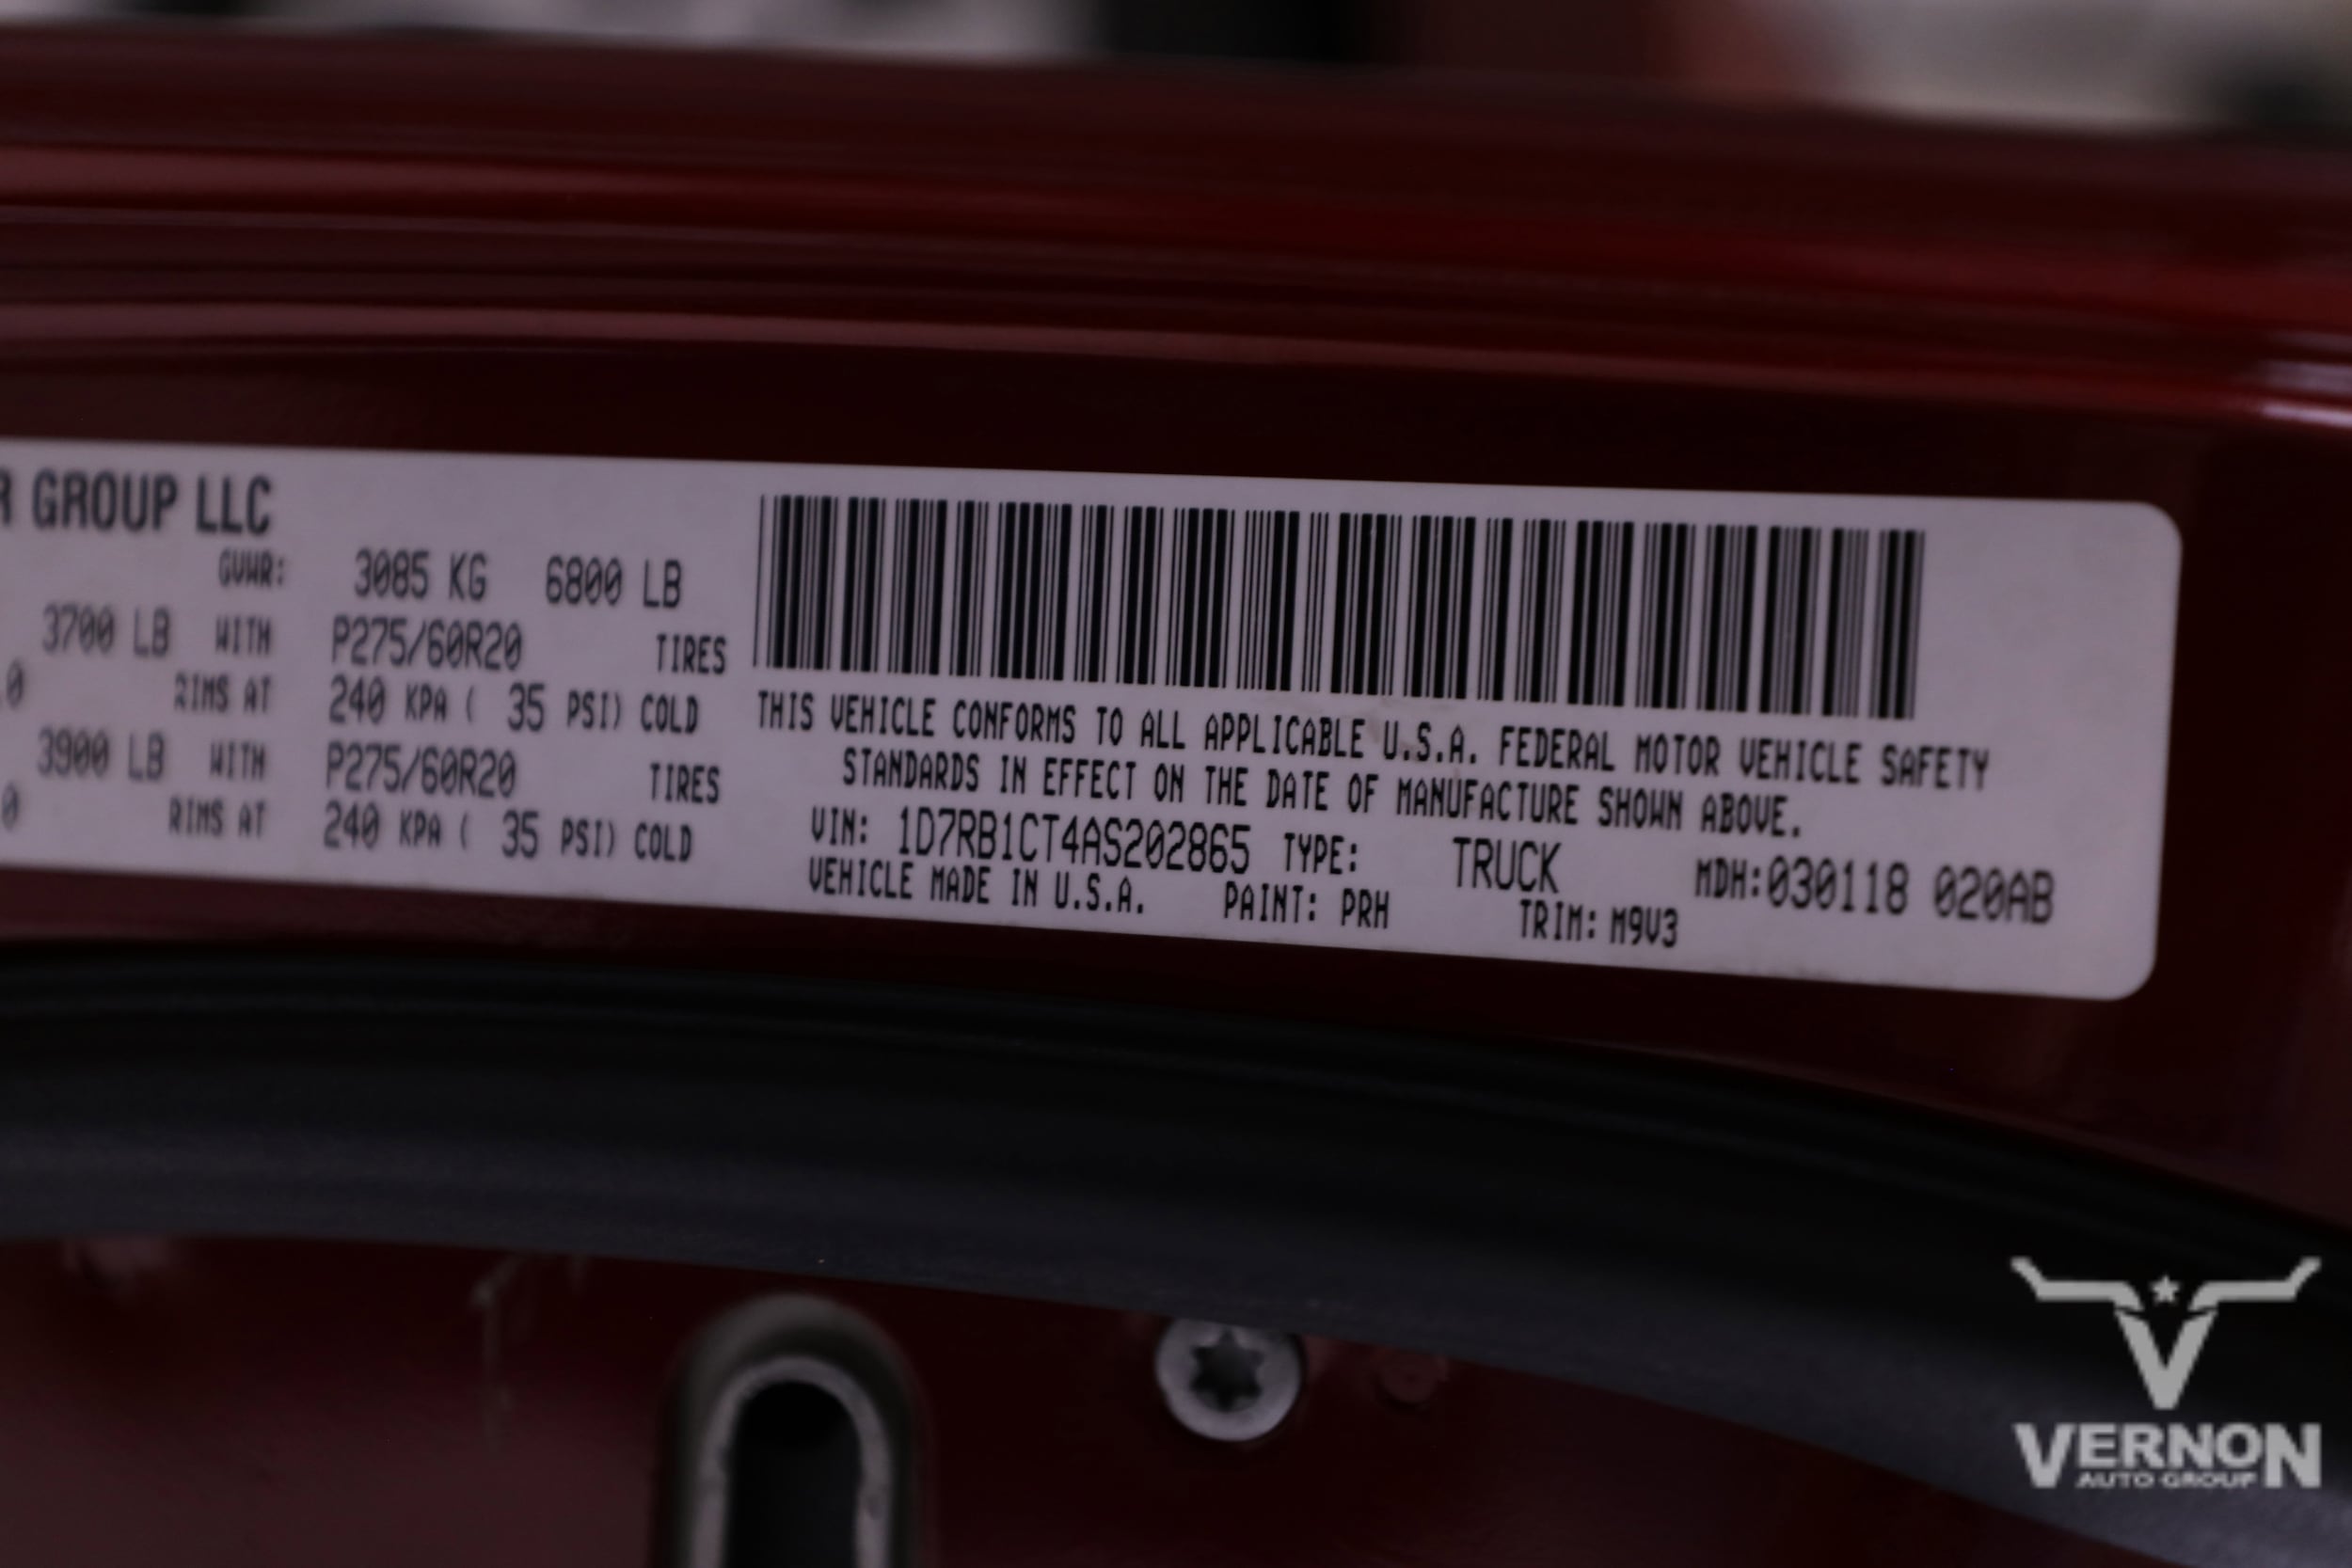 R GROUP LLC
GVWR: 3085 KG 6800 LB
3700 LB WITH P275/60R20 TIRES
.0 RIMS AT 240 KPA ( 35 PSI) COLD
3900 LB WITH P275/60R20 TIRES
0 RIMS AT 240 KPA ( 35 PSI) COLD
THIS VEHICLE CONFORMS TO ALL APPLICABLE U.S.A. FEDERAL MOTOR VEHICLE SAFETY
STANDARDS IN EFFECT ON THE DATE OF MANUFACTURE SHOWN ABOVE.
VIN: 1D7RB1CT4AS202865 TYPE: TRUCK MDH:030118 020AB
VEHICLE MADE IN U.S.A. PAINT: PRH TRIM: M9V3
VERNON
AUTO GROUP